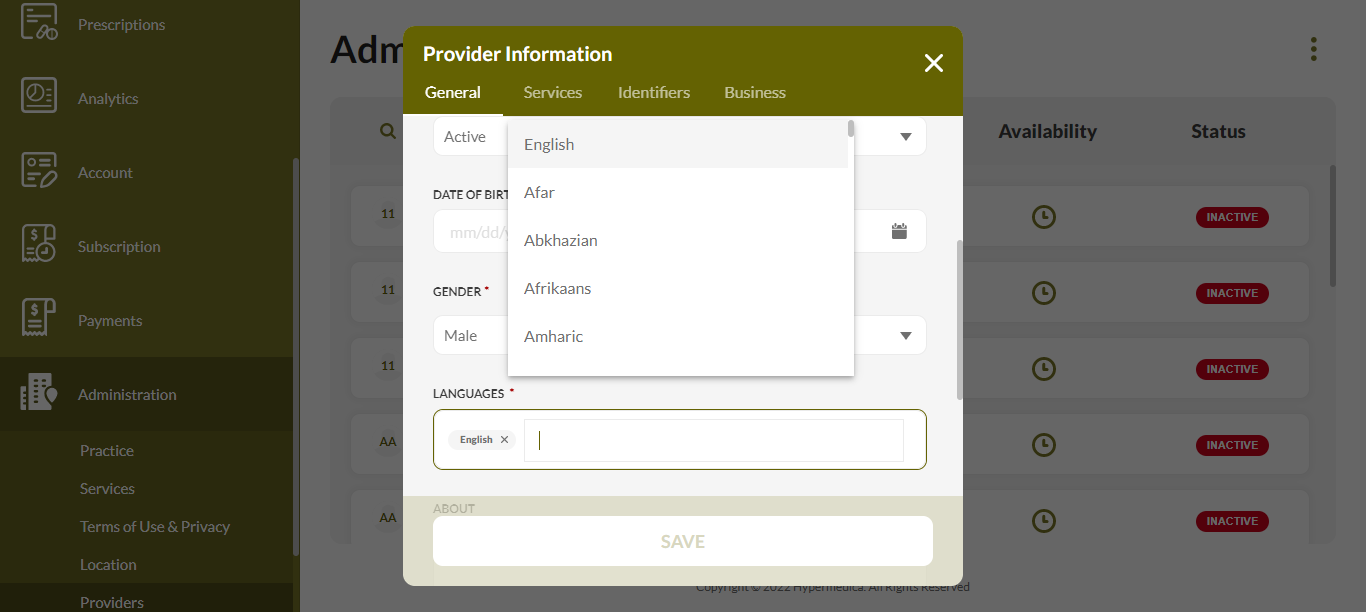 Prescriptions
Analytics
Account
Subscription
Payments
Administration
Practice
Services
Terms of Use & Privacy
Location
Providers
Adm
Availability
Status
11
INACTIVE
11
INACTIVE
11
INACTIVE
AA
INACTIVE
AA
INACTIVE
Provider Information
General
Services
Identifiers
Business
Active
DATE OF BIRT
mm/dd/
GENDER *
Male
English
Afar
Abkhazian
Afrikaans
Amharic
LANGUAGES *
English
ABOUT
SAVE
Copyright © 2022 Hypermedica. All Rights Reserved